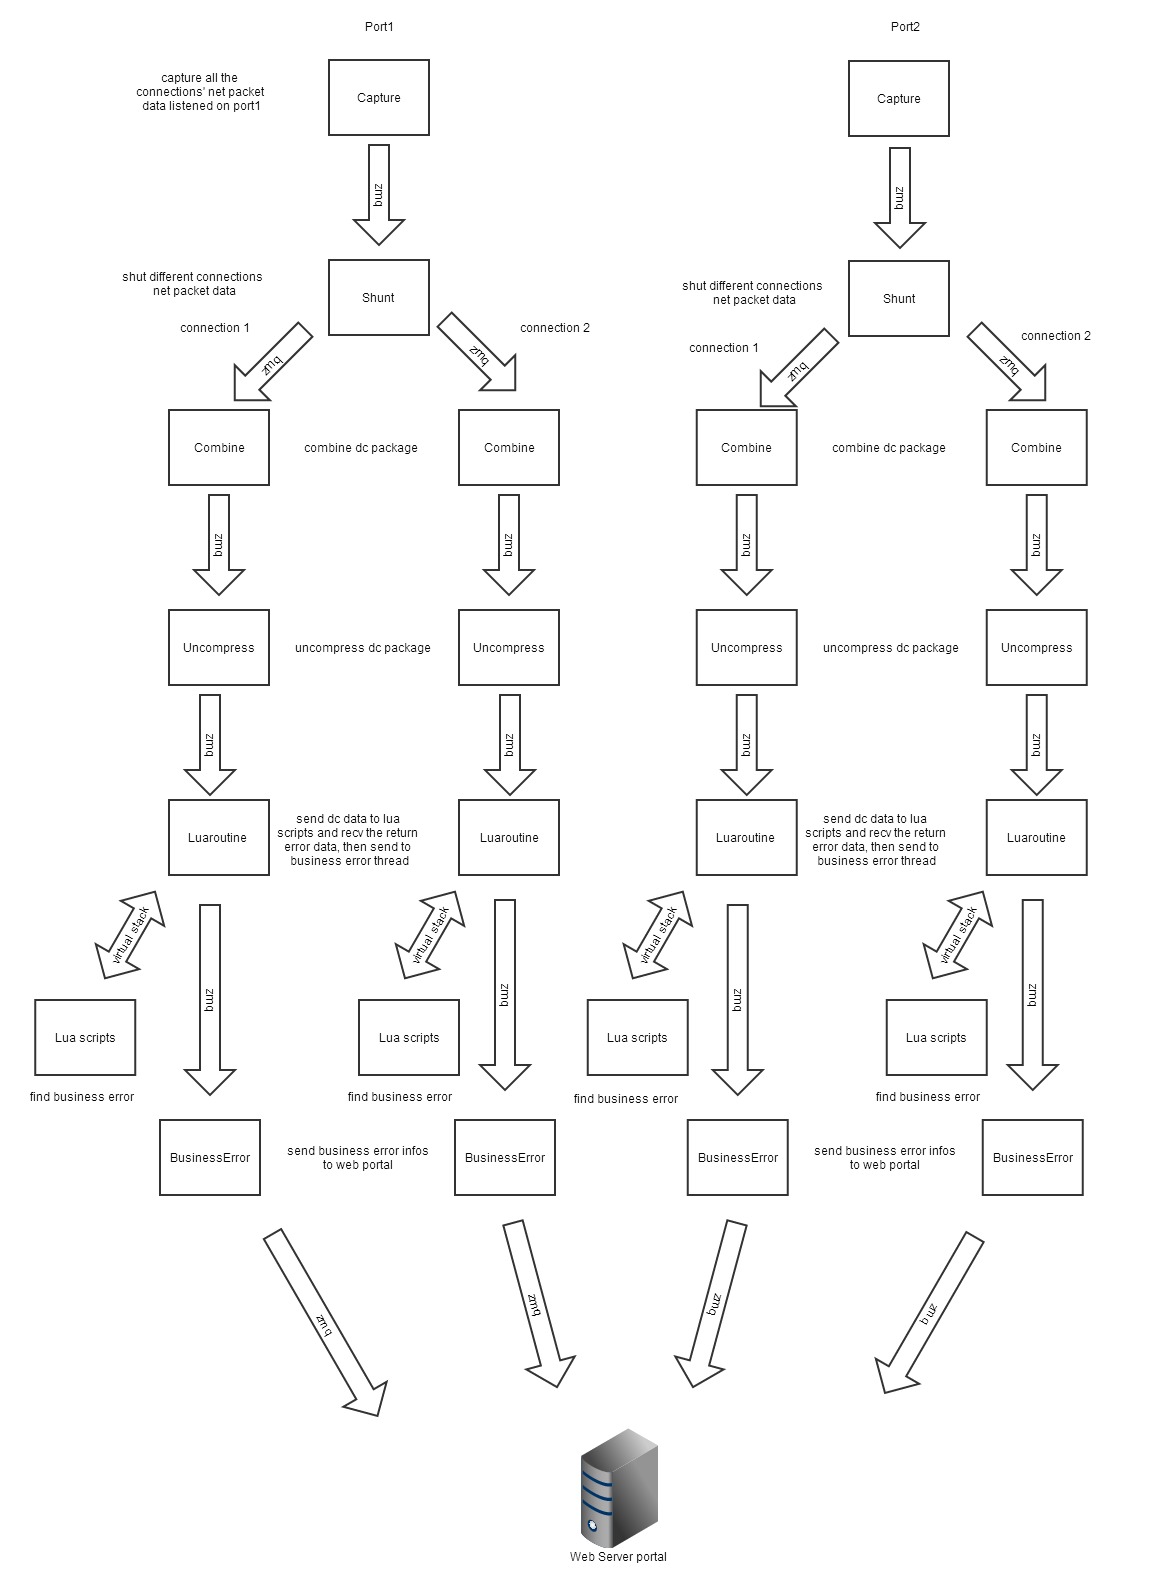 Port1
Port2
capture all the
connections' net packet
data listened on port1
Capture
Capture
zmq
zmq
shut different connections
net packet data
Shunt
shut different connections
net packet data
Shunt
connection 1
connection 2
connection 1
connection 2
zmq
zmq
zmq
zmq
Combine
combine dc package
Combine
Combine
combine dc package
Combine
zmq
zmq
zmq
zmq
Uncompress
uncompress dc package
Uncompress
Uncompress
uncompress dc package
Uncompress
zmq
zmq
zmq
zmq
Luaroutine
send dc data to lua
scripts and recv the return
error data, then send to
business error thread
Luaroutine
Luaroutine
send dc data to lua
scripts and recv the return
error data, then send to
business error thread
Luaroutine
virtual stack
virtual stack
virtual stack
virtual stack
zmq
zmq
zmq
zmq
Lua scripts
Lua scripts
Lua scripts
Lua scripts
find business error
find business error
find business error
find business error
BusinessError
send business error infos
to web portal
BusinessError
BusinessError
send business error infos
to web portal
BusinessError
zmq
zmq
zmq
zmq
Web Server portal